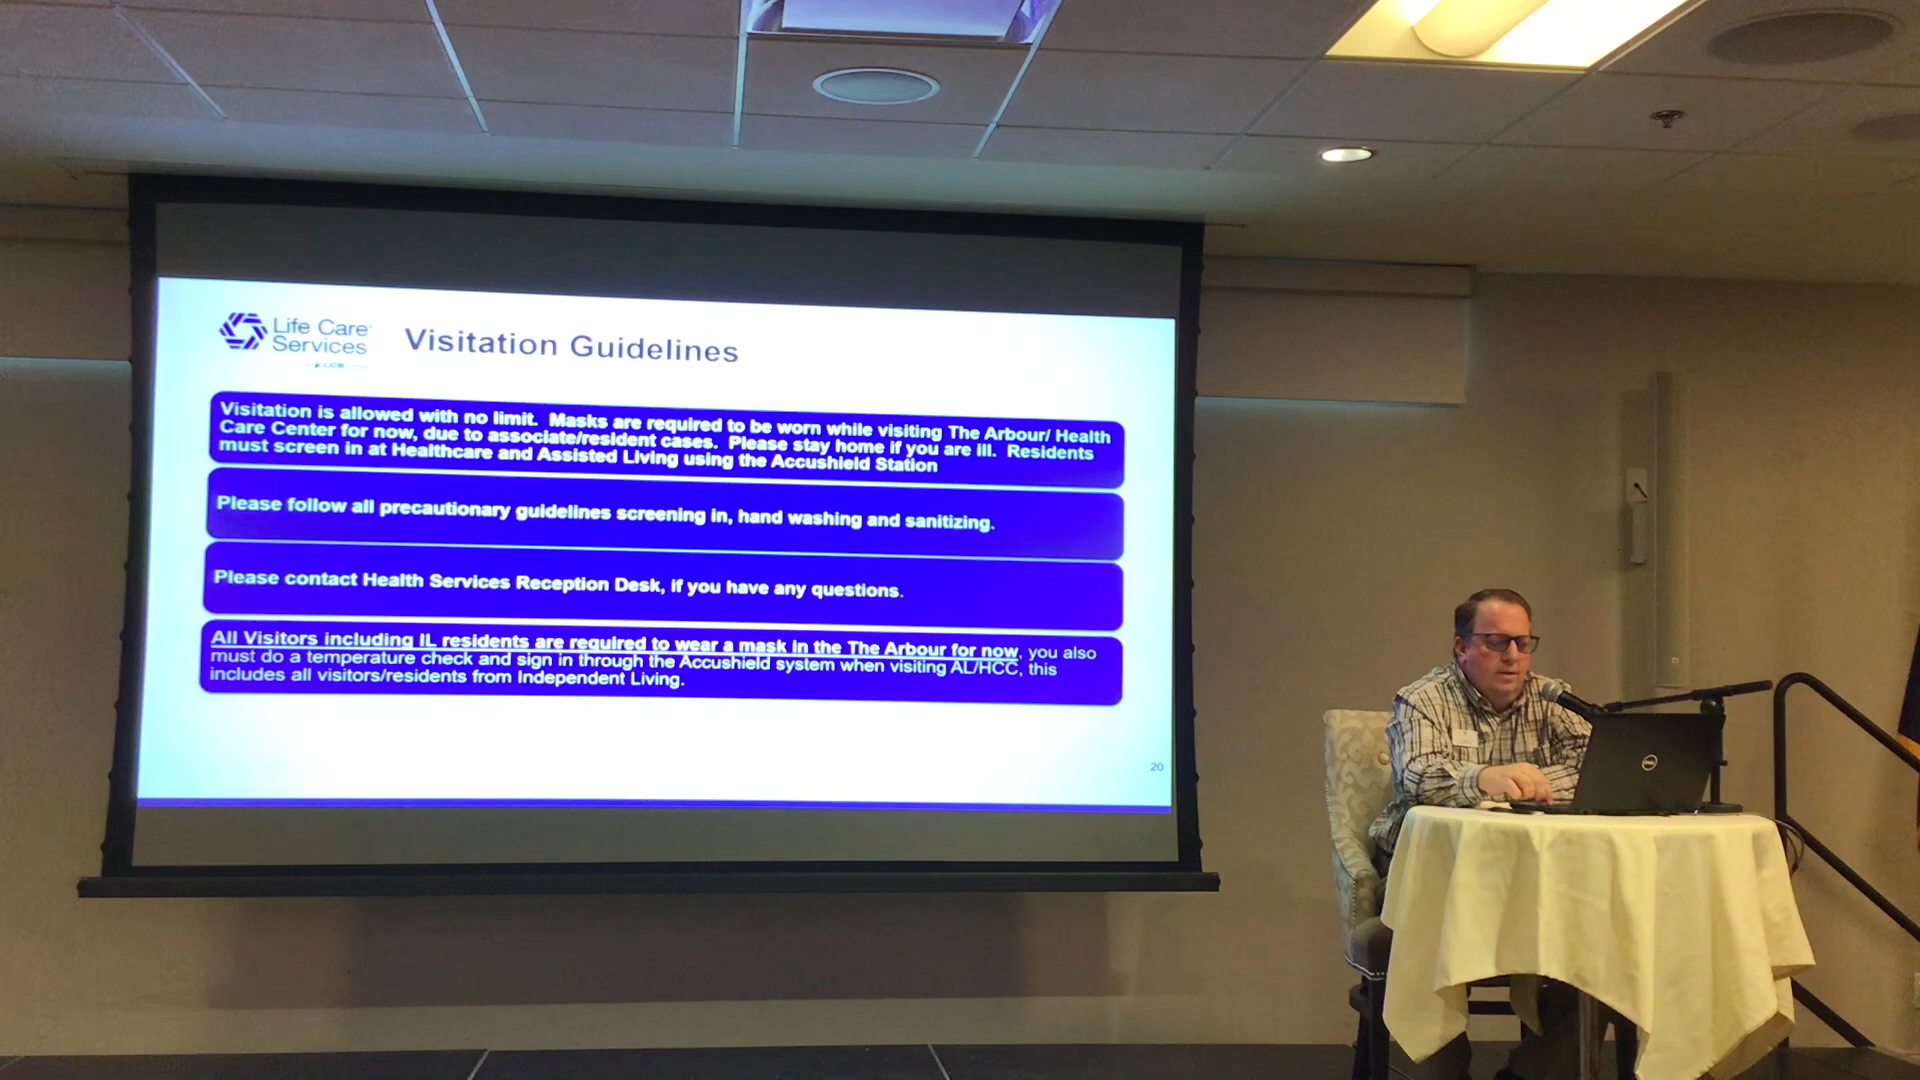 Life Care
Services
LCS
Visitation Guidelines
Visitation is allowed with no limit. Masks are required to be worn while visiting The Arbour/ Health
Care Center for now, due to associate/resident cases. Please stay home if you are ill. Residents
must screen in at Healthcare and Assisted Living using the Accushield Station
Please follow all precautionary guidelines screening in, hand washing and sanitizing.
Please contact Health Services Reception Desk, if you have any questions.
All Visitors including IL residents are required to wear a mask in the The Arbour for now, you also
must do a temperature check and sign in through the Accushield system when visiting AL/HCC, this
includes all visitors/residents from Independent Living.
20
DELL